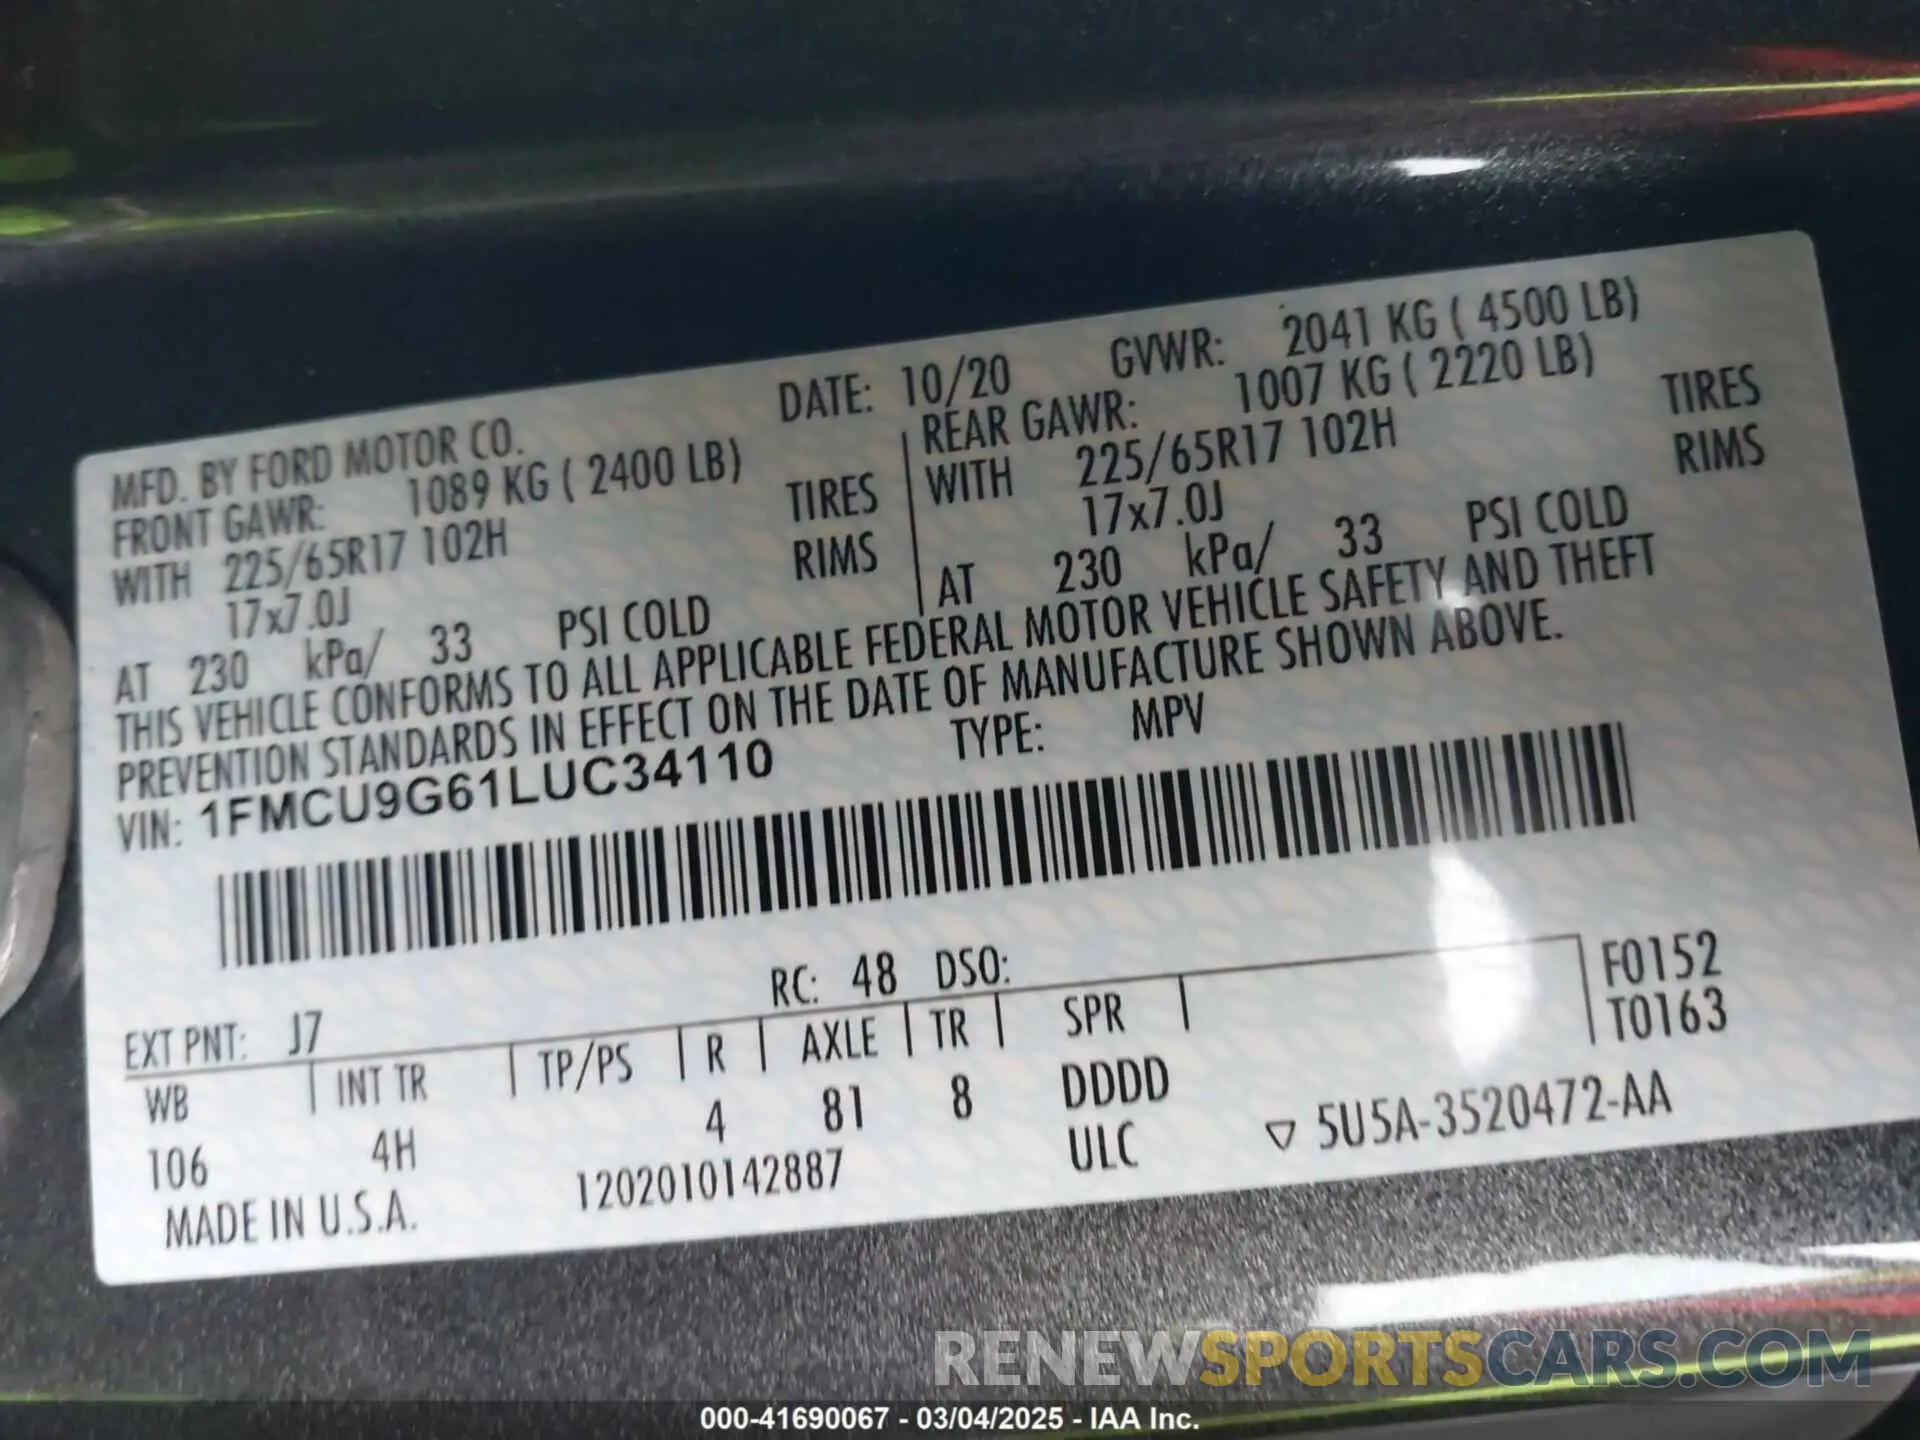 MFD. BY FORD MOTOR CO. DATE: 10/20 GVWR: 2041 KG ( 4500 LB)
FRONT GAWR: 1089 KG ( 2400 LB) REAR GAWR: 1007 KG ( 2220 LB)
WITH 225/65R17 102H TIRES WITH 225/65R17 102H TIRES
17x7.0J RIMS 17x7.0J RIMS
AT 230 kPa/ 33 PSI COLD AT 230 kPa/ 33 PSI COLD
THIS VEHICLE CONFORMS TO ALL APPLICABLE FEDERAL MOTOR VEHICLE SAFETY AND THEFT
PREVENTION STANDARDS IN EFFECT ON THE DATE OF MANUFACTURE SHOWN ABOVE.
VIN: 1FMCU9G61LUC34110 TYPE: MPV
EXT PNT: J7 RC: 48 DSO: F0152
WB INT TR TP/PS R AXLE TR SPR T0163
106 4H 4 81 8 DDDD
MADE IN U.S.A. 1202010142887 ULC ▽ 5U5A-3520472-AA
RENEWSPORTSCARS.COM
000-41690067 - 03/04/2025 - IAA Inc.